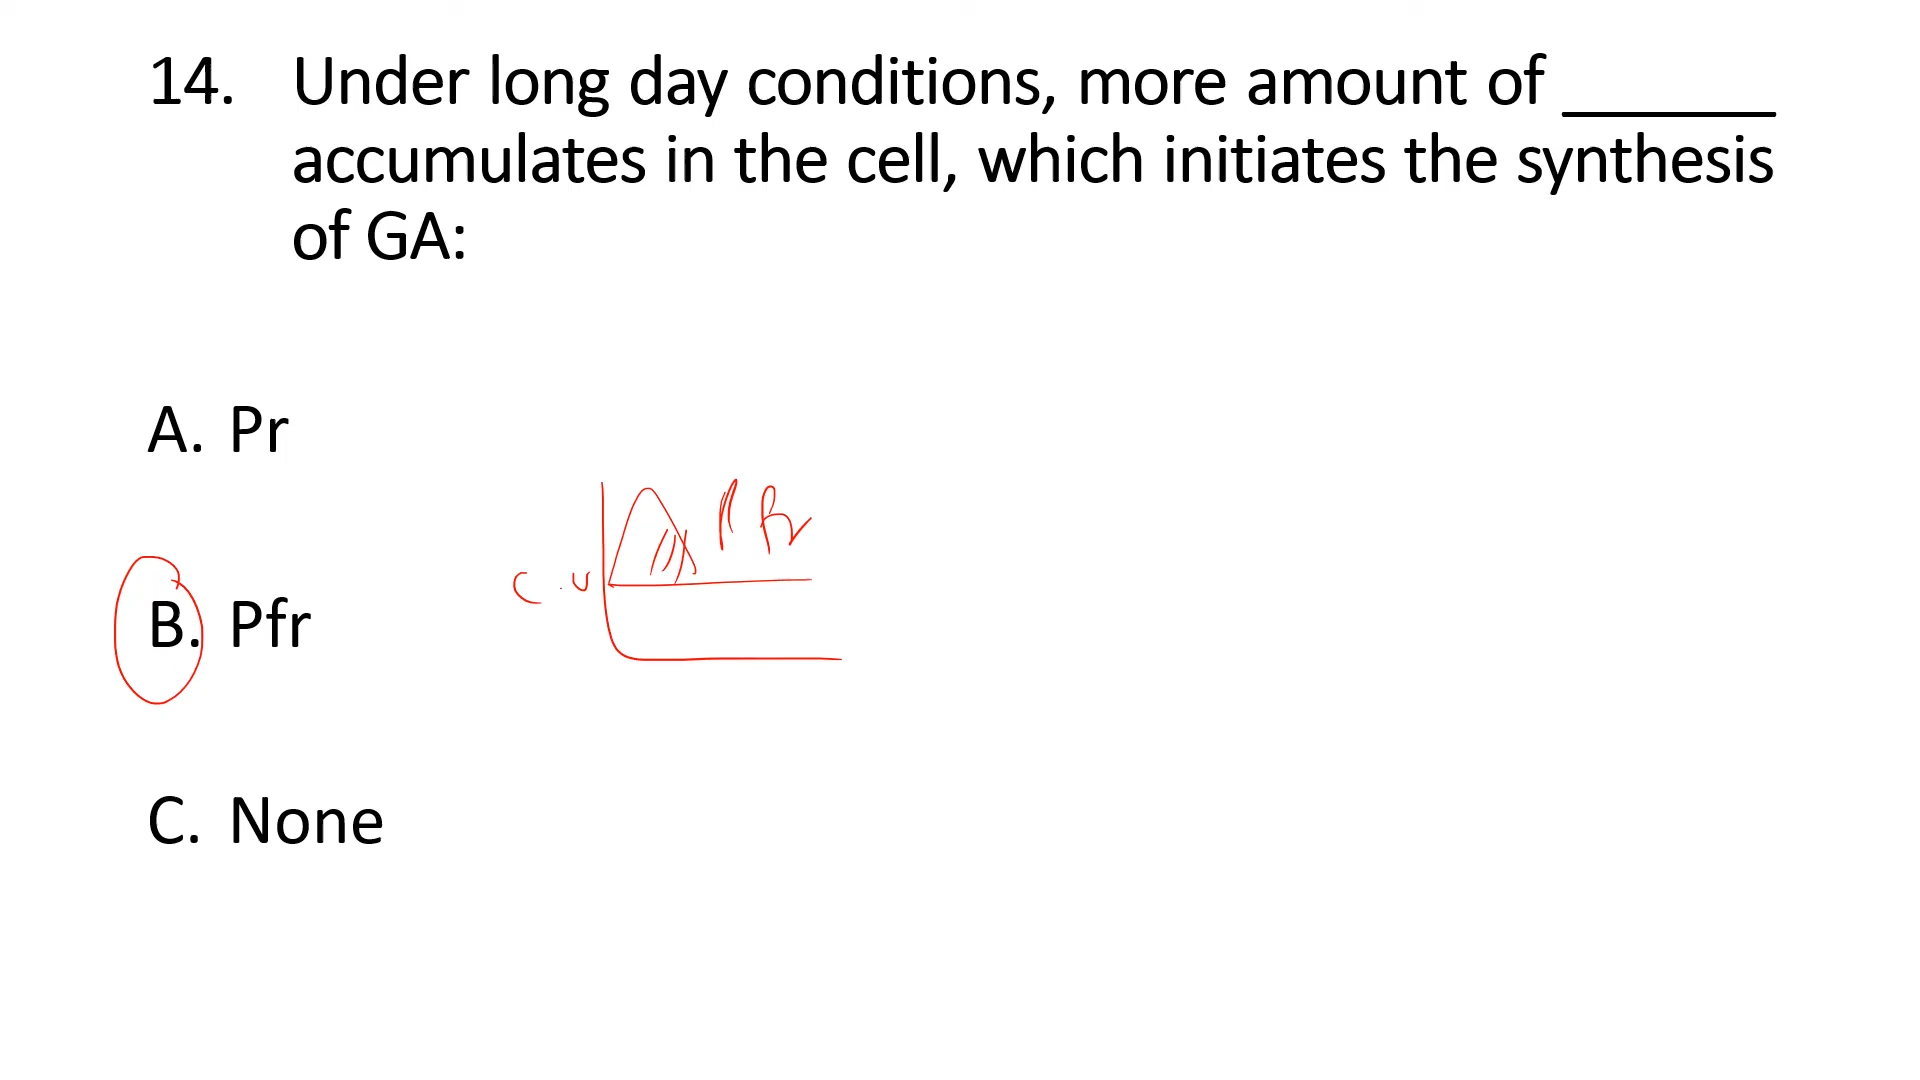 14. Under long day conditions, more amount of _______
accumulates in the cell, which initiates the synthesis
of GA:
A. Pr
B. Pfr
C. None